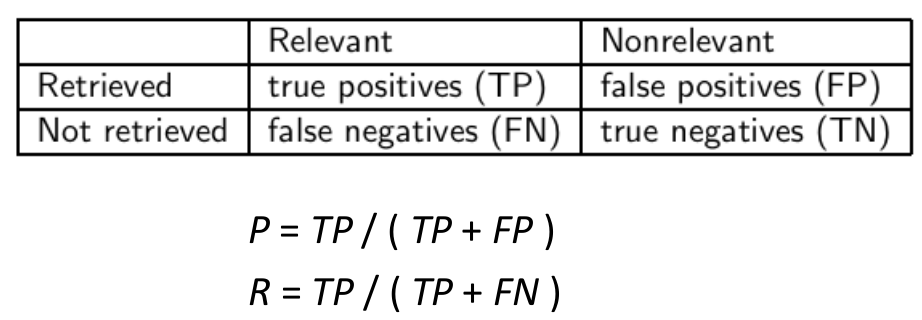 Relevant Nonrelevant
Retrieved true positives (TP) false positives (FP)
Not retrieved false negatives (FN) true negatives (TN)
P = TP / ( TP + FP )
R = TP / ( TP + FN )